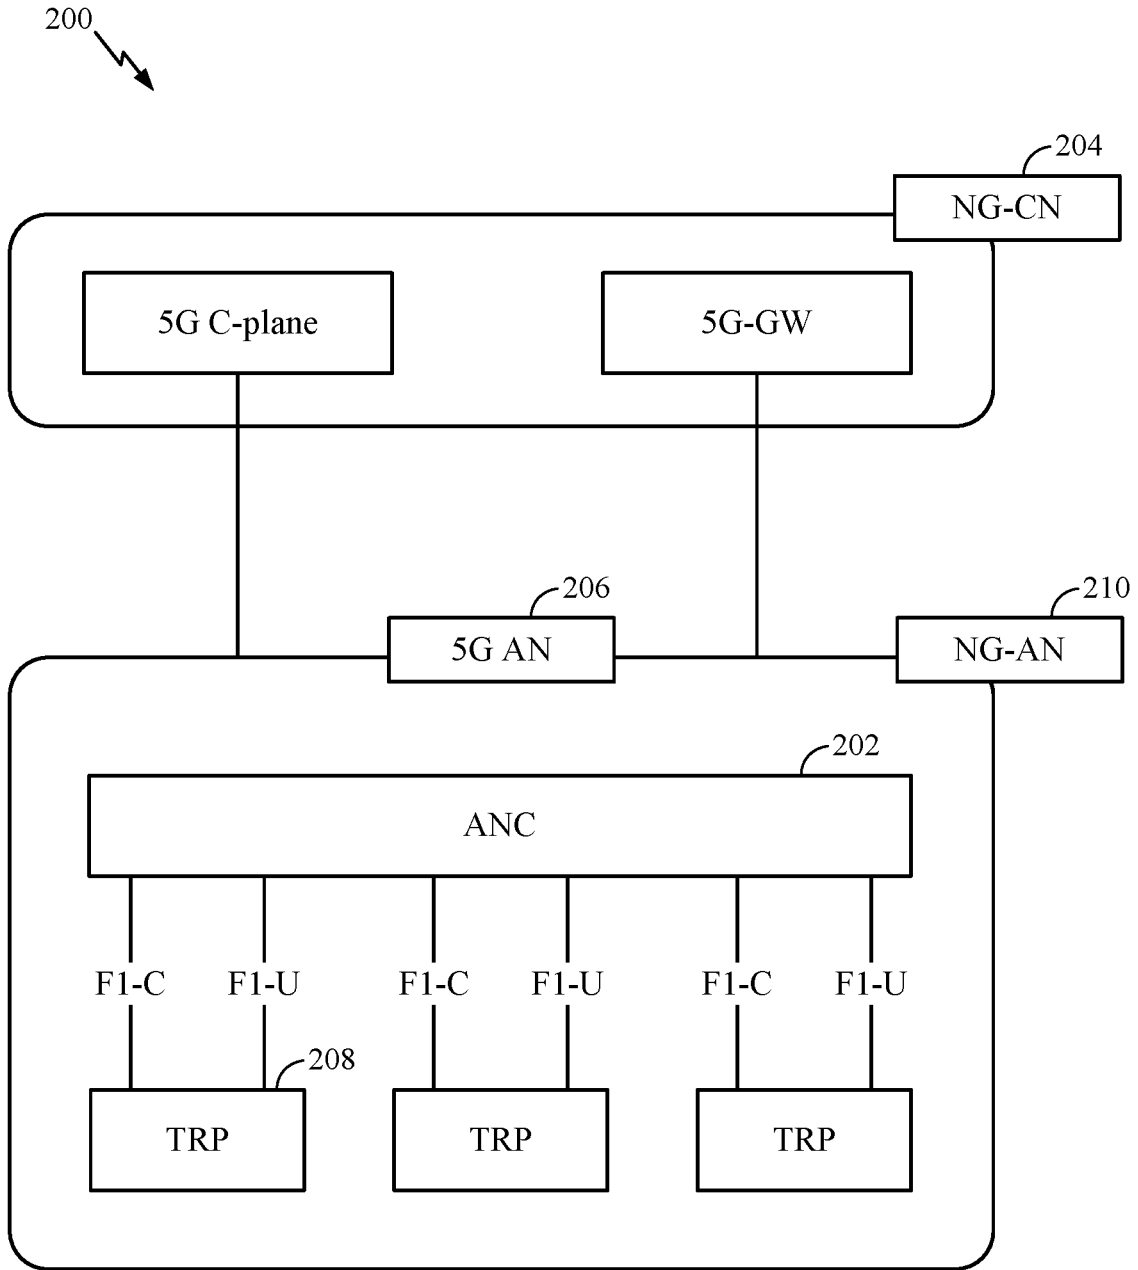 200
204
NG-CN
5G C-plane
5G-GW
206
210
5G AN
NG-AN
202
ANC
F1-C
F1-U
F1-C
F1-U
F1-C
F1-U
208
TRP
TRP
TRP